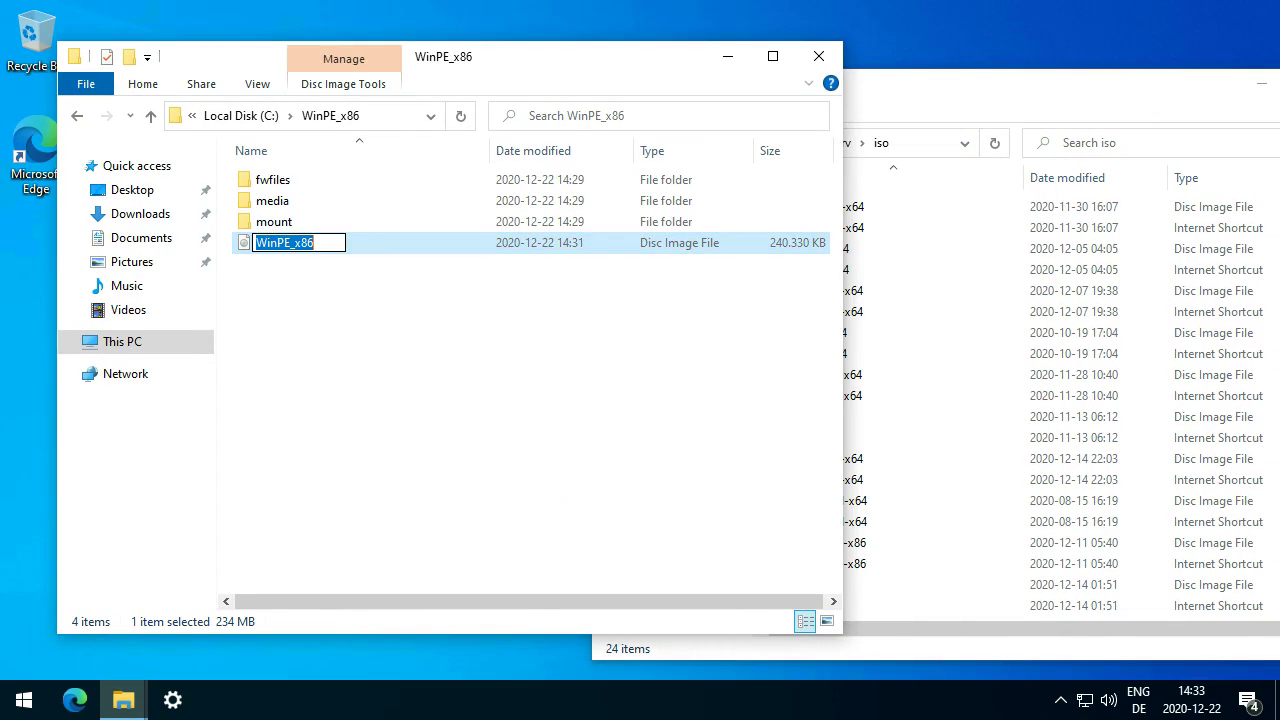 Recycle B
Microsof
Edge
Manage
WinPE_x86
File
Home
Share
View
Disc Image Tools
«
Local Disk (C:)
WinPE_x86
Search WinPE_x86
Quick access
Desktop
Downloads
Documents
Pictures
Music
Videos
This PC
Network
Name
Date modified
Type
Size
fwfiles
2020-12-22 14:29
File folder
media
2020-12-22 14:29
File folder
mount
2020-12-22 14:29
File folder
WinPE_x86
2020-12-22 14:31
Disc Image File
240.330 KB
4 items
1 item selected
234 MB
rv
iso
Search iso
Date modified
Type
-x64
2020-11-30 16:07
Disc Image File
-x64
2020-11-30 16:07
Internet Shortcut
4
2020-12-05 04:05
Disc Image File
4
2020-12-05 04:05
Internet Shortcut
-x64
2020-12-07 19:38
Disc Image File
-x64
2020-12-07 19:38
Internet Shortcut
4
2020-10-19 17:04
Disc Image File
4
2020-10-19 17:04
Internet Shortcut
x64
2020-11-28 10:40
Disc Image File
x64
2020-11-28 10:40
Internet Shortcut
2020-11-13 06:12
Disc Image File
2020-11-13 06:12
Internet Shortcut
-x64
2020-12-14 22:03
Disc Image File
-x64
2020-12-14 22:03
Internet Shortcut
-x64
2020-08-15 16:19
Disc Image File
-x64
2020-08-15 16:19
Internet Shortcut
-x86
2020-12-11 05:40
Disc Image File
-x86
2020-12-11 05:40
Internet Shortcut
2020-12-14 01:51
Disc Image File
2020-12-14 01:51
Internet Shortcut
24 items
ENG
DE
14:33
2020-12-22
4